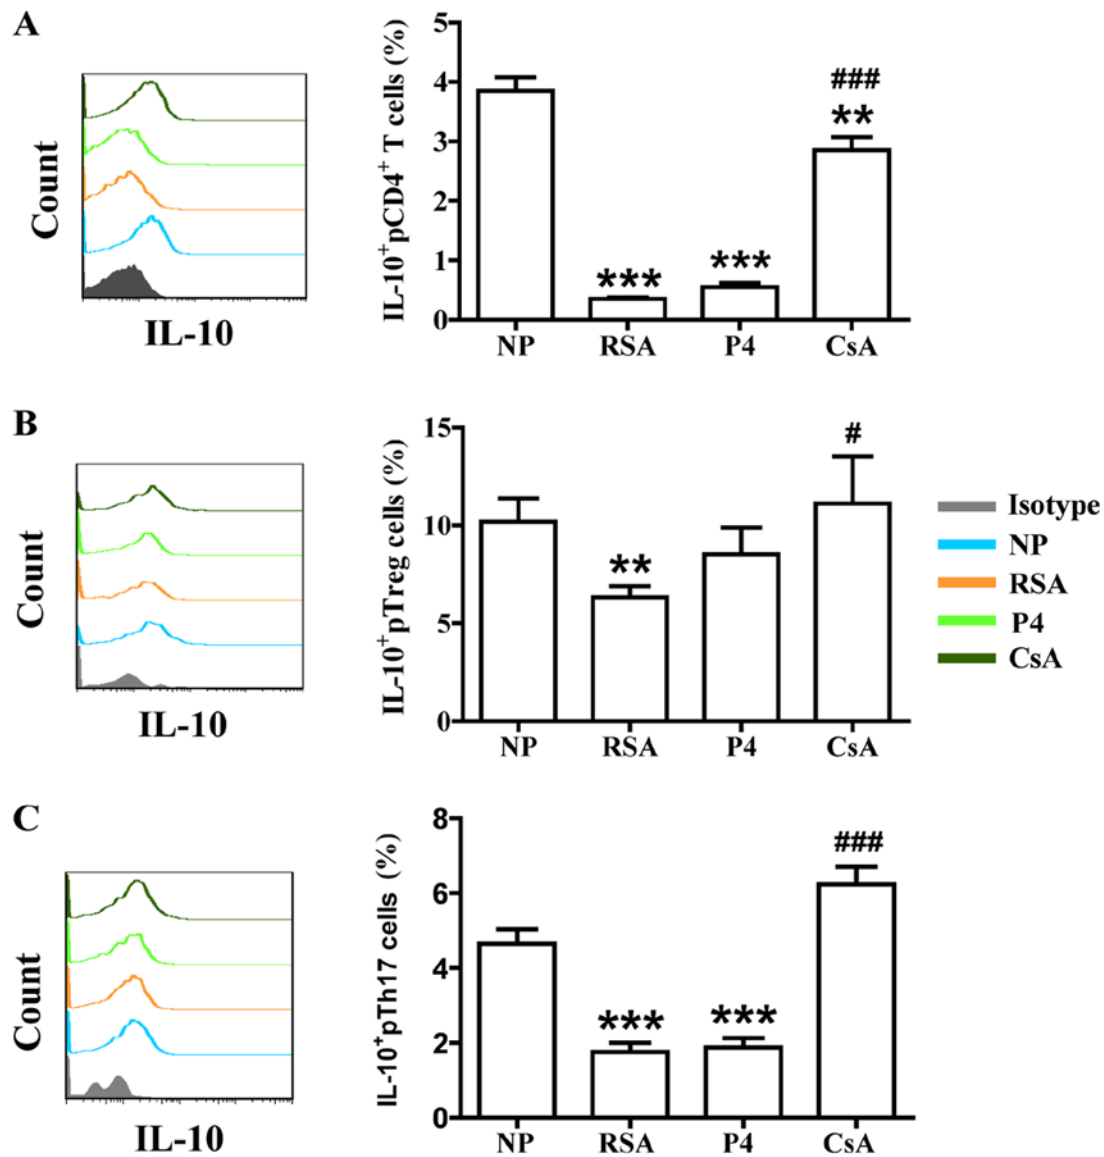 A
Count
IL-10
IL-10⁺pCD4⁺ T cells (%)
5
4
3
2
1
0
***
***
###
**
NP RSA P4 CsA
B
Count
IL-10
IL-10⁺pTreg cells (%)
15
10
5
0
**
#
NP RSA P4 CsA
Isotype
NP
RSA
P4
CsA
C
Count
IL-10
IL-10⁺pTh17 cells (%)
8
6
4
2
0
***
***
###
NP RSA P4 CsA